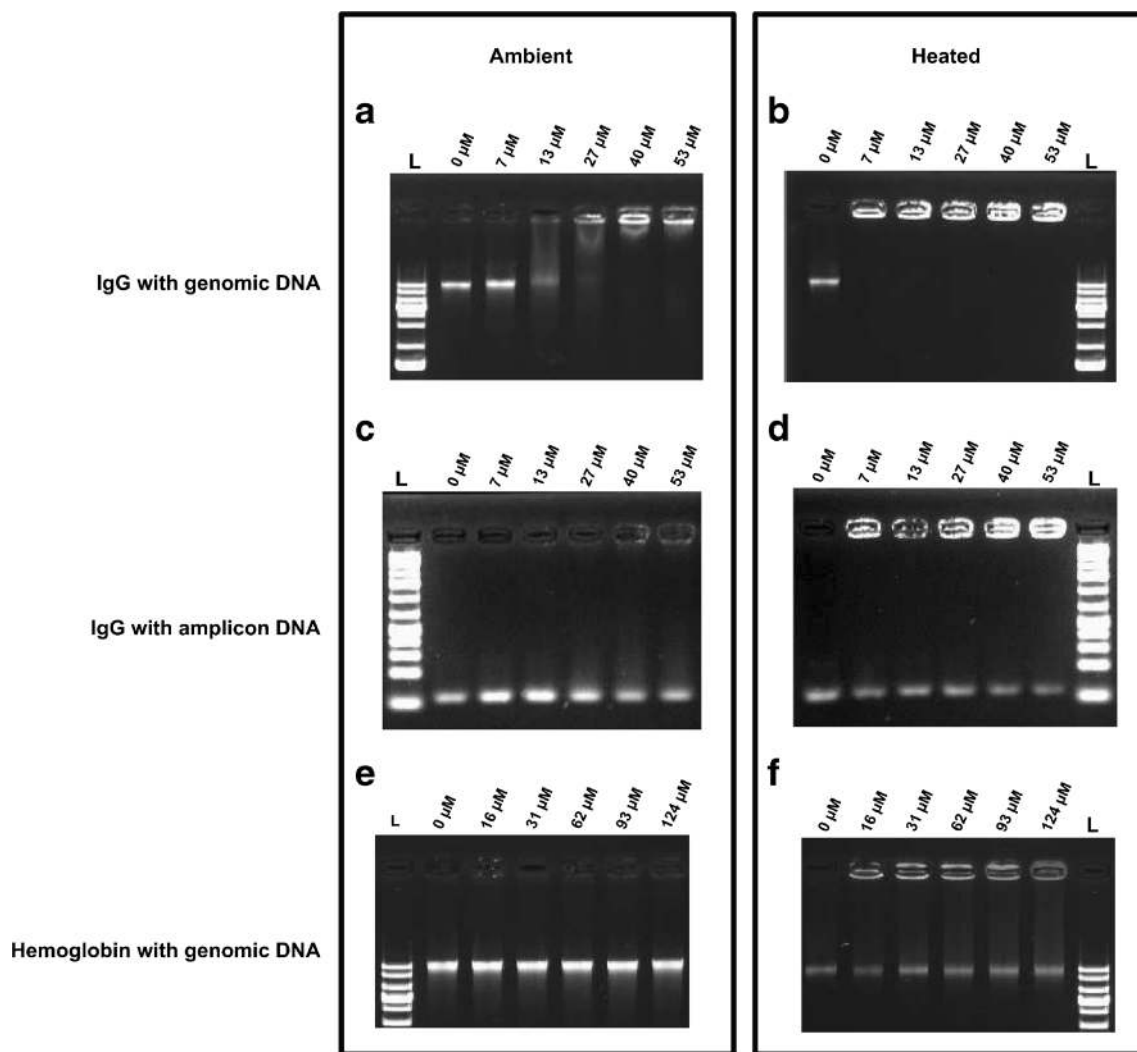 Ambient
Heated
a
0 µM 7 µM 13 µM 27 µM 40 µM 53 µM
L
b
0 µM 7 µM 13 µM 27 µM 40 µM 53 µM
L
IgG with genomic DNA
c
0 µM 7 µM 13 µM 27 µM 40 µM 53 µM
L
d
0 µM 7 µM 13 µM 27 µM 40 µM 53 µM
L
IgG with amplicon DNA
e
0 µM 16 µM 31 µM 62 µM 93 µM 124 µM
L
f
0 µM 16 µM 31 µM 62 µM 93 µM 124 µM
L
Hemoglobin with genomic DNA